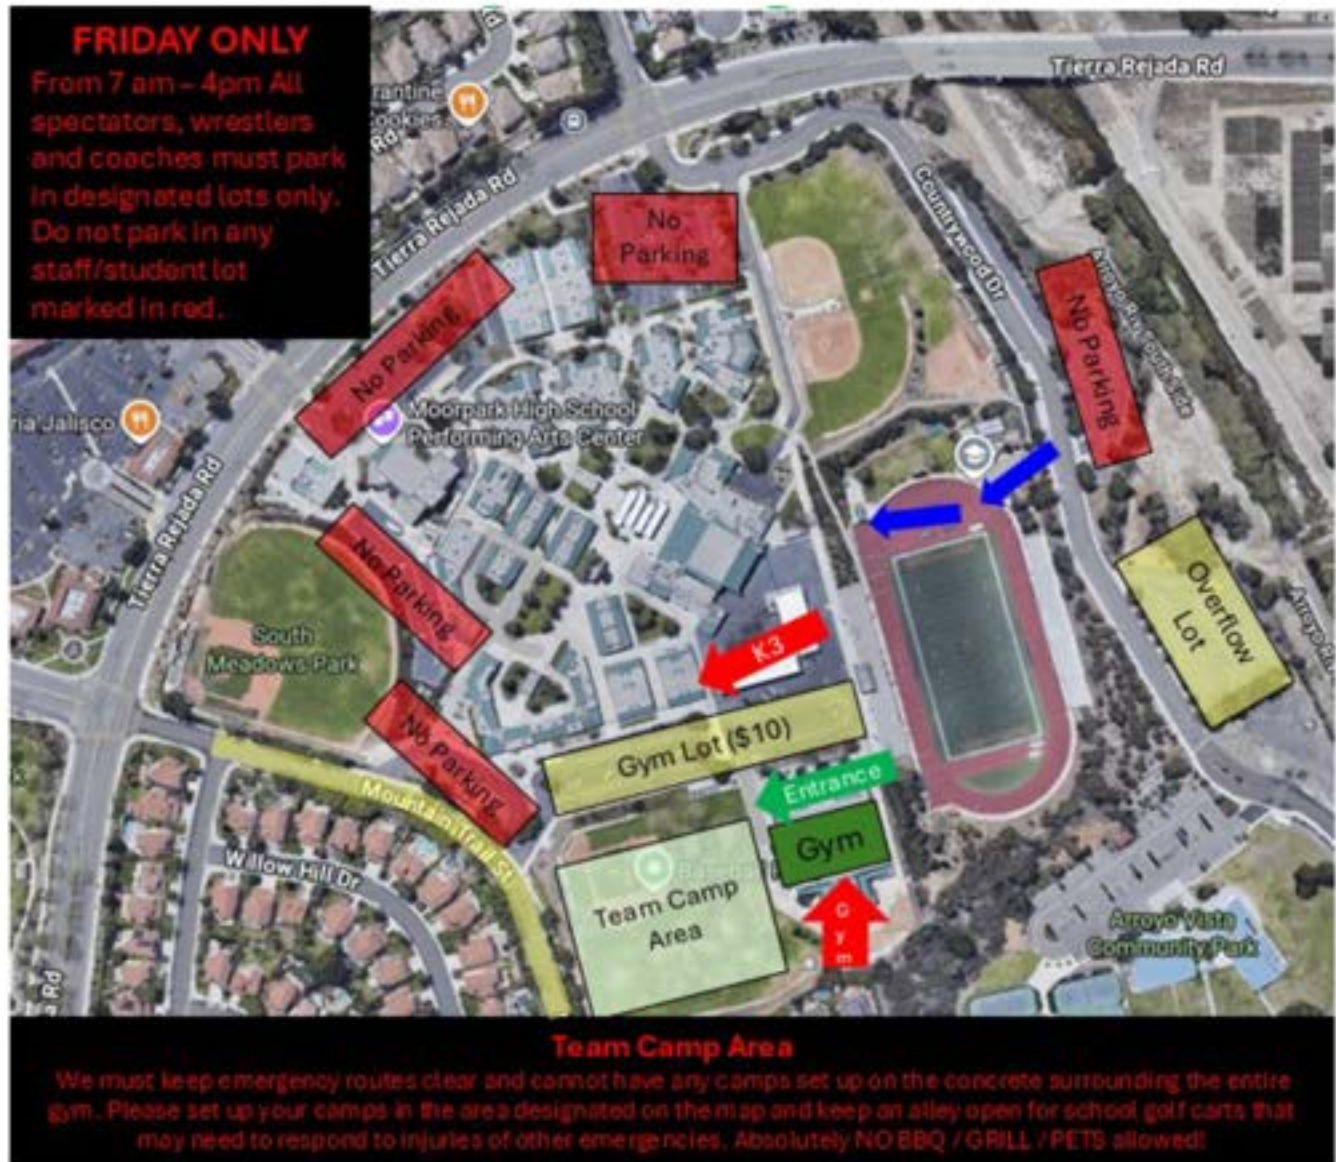 FRIDAY ONLY
From 7 am – 4pm All
spectators, wrestlers
and coaches must park
in designated lots only.
Do not park in any
staff/student lot
marked in red.
rantine
Cookies
Rd
Tierra Rejada Rd
Tierra Rejada Rd
No
Parking
Countrywood Dr
No Parking
No Parking
ria Jalisco
Moorpark High School
Performing Arts Center
Tierra Rejada Rd
No Parking
South
Meadows Park
Overflow
Lot
K3
No Parking
Gym Lot ($10)
Entrance
Mountain Trail St
Willow Hill Dr
Gym
Team Camp
Area
Gym
Arroyo Vista
Community Park
a Rd
Team Camp Area
We must keep emergency routes clear and cannot have any camps set up on the concrete surrounding the entire
gym. Please set up your camps in the area designated on the map and keep an alley open for school golf carts that
may need to respond to injuries of other emergencies. Absolutely NO BBQ / GRILL / PETS allowed!